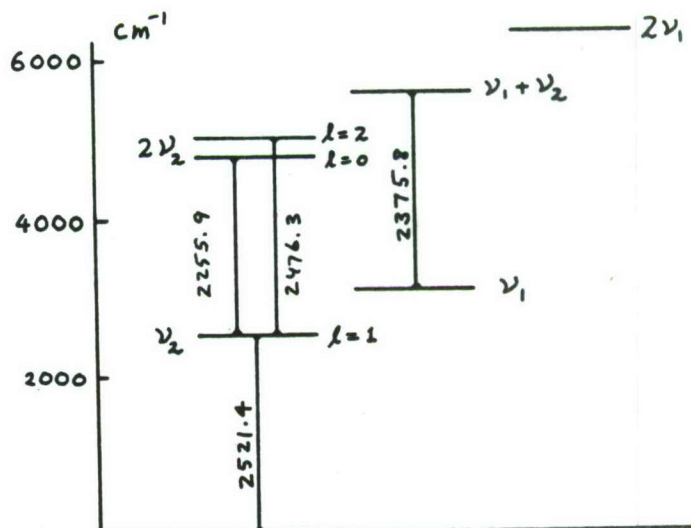 cm⁻¹
2ν₁
6000
ν₁ + ν₂
l=2
2ν₂
l=0
2375.8
4000
2255.9
2476.3
ν₁
ν₂
l=1
2000
2521.4